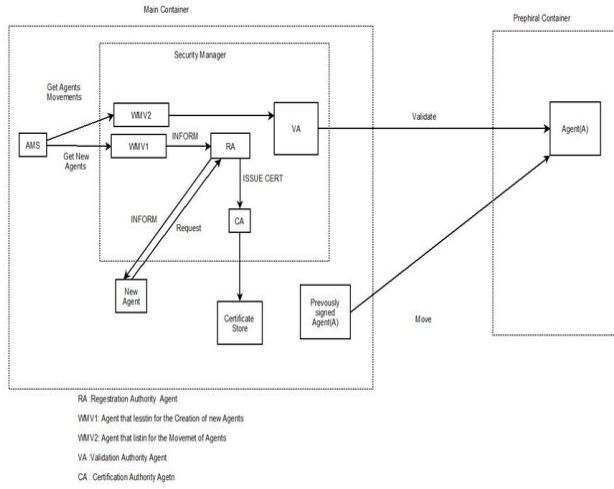 Main Container
Prephiral Container
Security Manager
Get Agents
Movements
WMV2
VA
Validate
Agent(A)
AMS
WMV1
INFORM
RA
Get New
Agents
ISSUE CERT
INFORM
Request
CA
New
Agent
Certificate
Store
Prevously
signed
Agent(A)
Move
RA :Regestration Authority Agent
WMV1: Agent that lesstin for the Creation of new Agents
WMV2: Agent that listin for the Movemet of Agents
VA :Validation Authority Agent
CA : Certification Authority Agetn